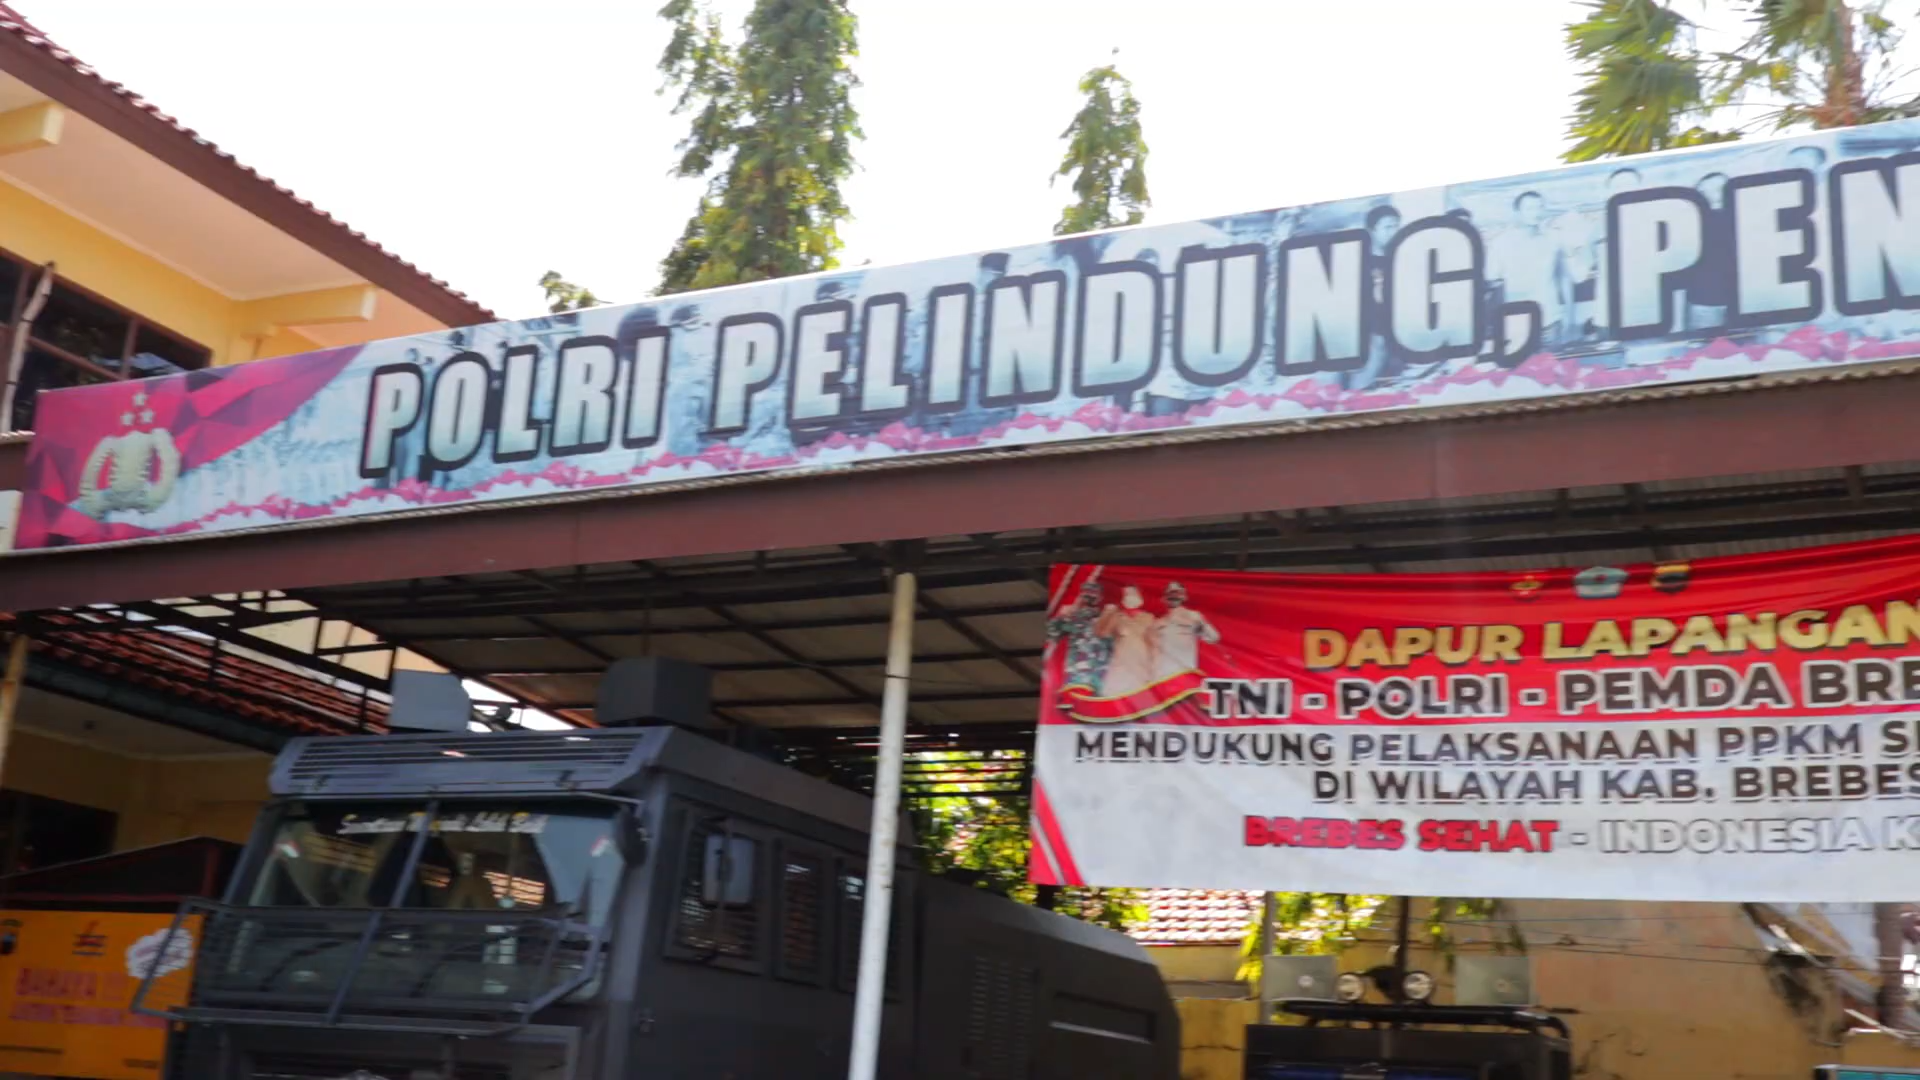 POLRI PELINDUNG, PEN
DAPUR LAPANGAN
TNI - POLRI - PEMDA BRE
MENDUKUNG PELAKSANAAN PPKM
DI WILAYAH KAB. BREBES
BREBES SEHAT - INDONESIA K
BAHAYA !!